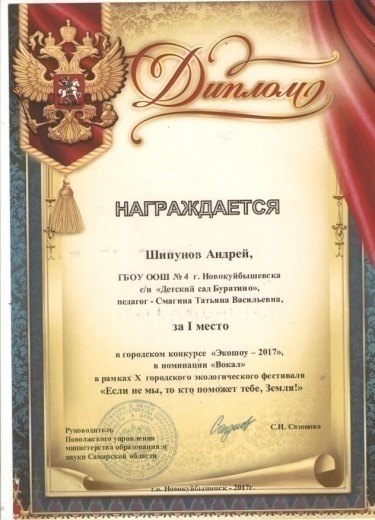 Диплом
НАГРАЖДАЕТСЯ
Шипунов Андрей,
ГБОУ ООШ № 4 г. Новокуйбышевска
с/п «Детский сад Буратино»,
педагог - Смагина Татьяна Васильевна,
за I место
в городском конкурсе «Экошоу – 2017»,
в номинации «Вокал»
в рамках X городского экологического фестиваля
«Если не мы, то кто поможет тебе, Земля!»
Руководитель
Поволжского управления
министерства образования и
науки Самарской области
С.Н. Сазонова
г.о. Новокуйбышевск - 2017г.